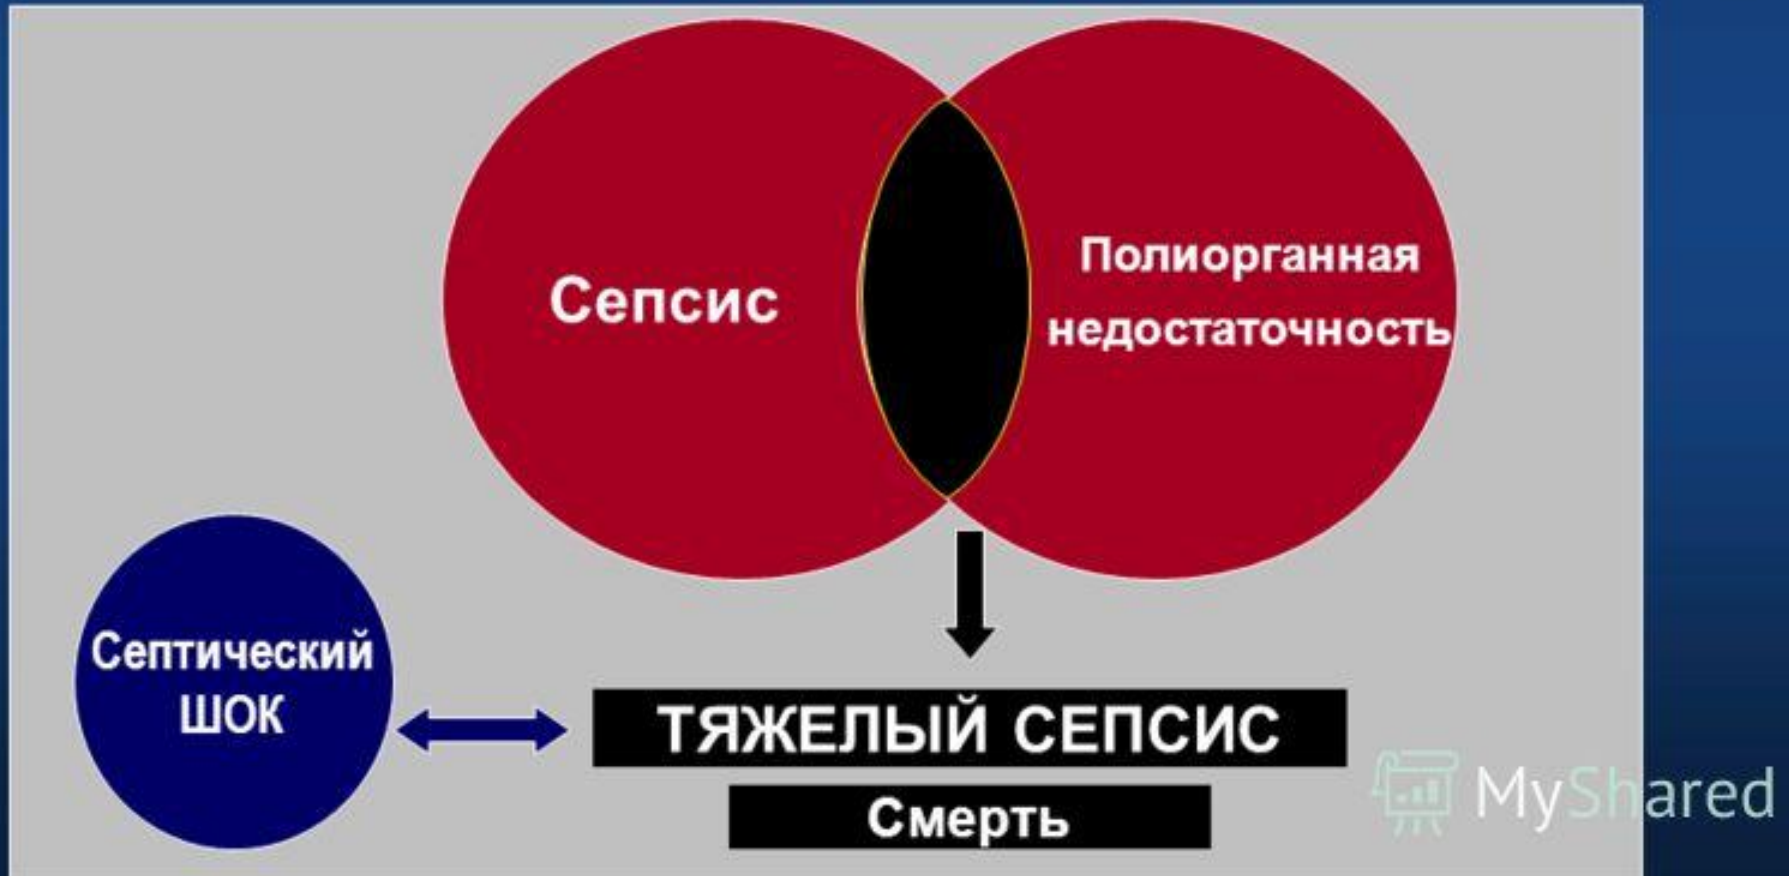 Сепсис
Полиорганная
недостаточность
Септический
ШОК
ТЯЖЕЛЫЙ СЕПСИС
Смерть
MyShared